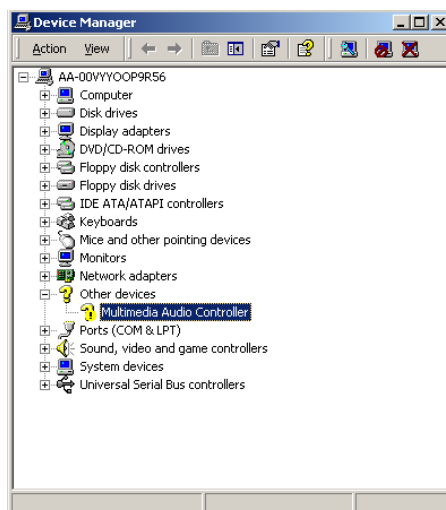 Device Manager
Action View
AA-00VYYOOP9R56
Computer
Disk drives
Display adapters
DVD/CD-ROM drives
Floppy disk controllers
Floppy disk drives
IDE ATA/ATAPI controllers
Keyboards
Mice and other pointing devices
Monitors
Network adapters
Other devices
Multimedia Audio Controller
Ports (COM & LPT)
Sound, video and game controllers
System devices
Universal Serial Bus controllers